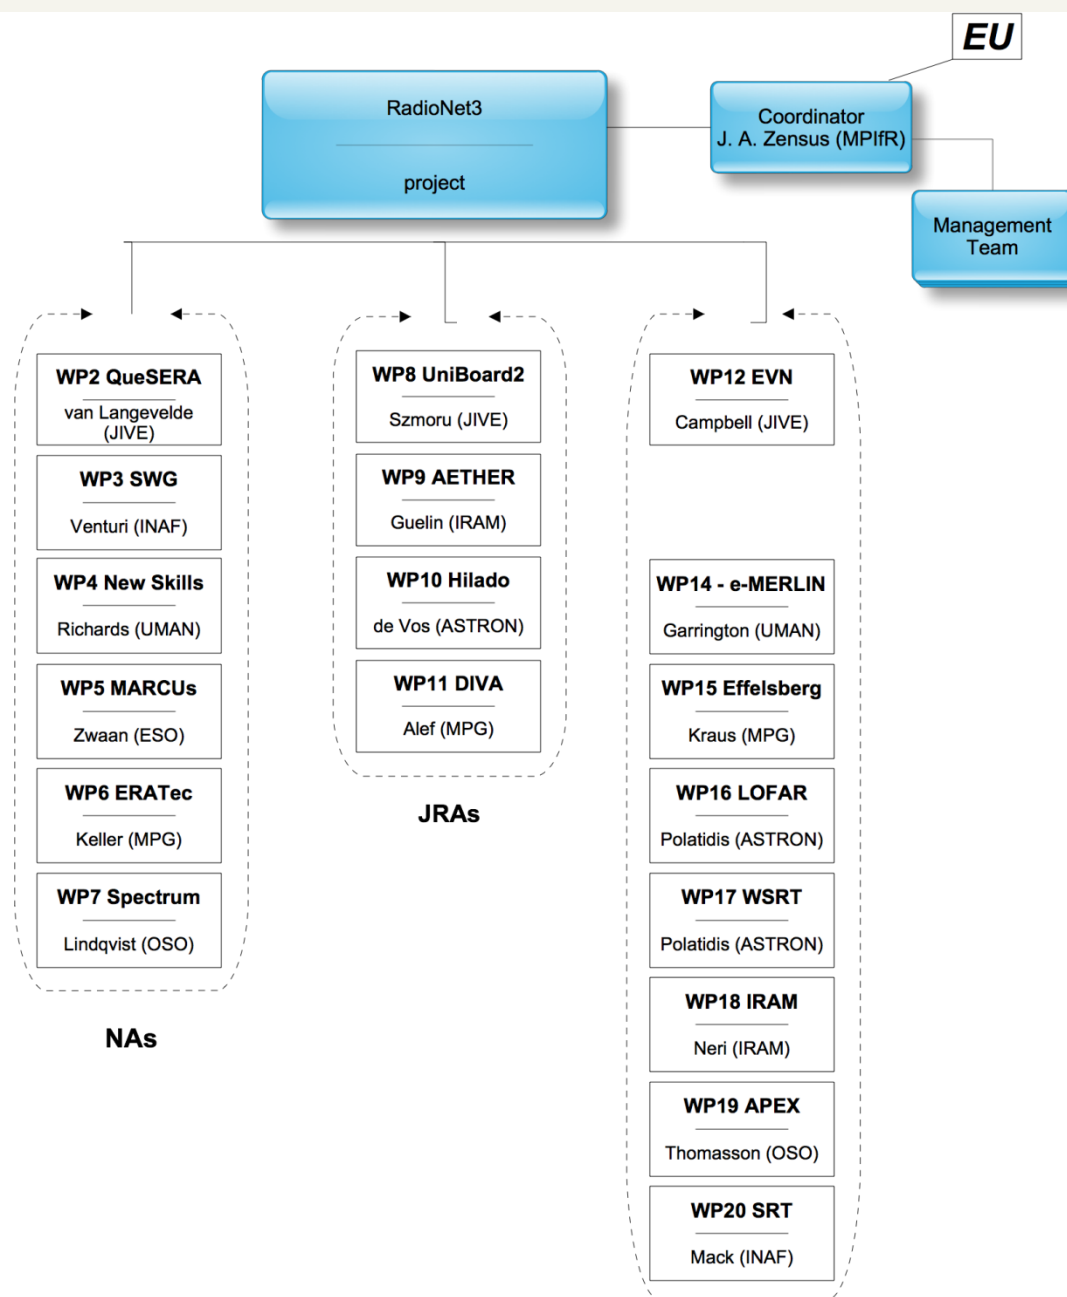 EU
RadioNet3
project
Coordinator
J. A. Zensus (MPIfR)
Management
Team
WP2 QueSERA
van Langevelde
(JIVE)
WP3 SWG
Venturi (INAF)
WP4 New Skills
Richards (UMAN)
WP5 MARCUs
Zwaan (ESO)
WP6 ERATec
Keller (MPG)
WP7 Spectrum
Lindqvist (OSO)
NAs
WP8 UniBoard2
Szmoru (JIVE)
WP9 AETHER
Guelin (IRAM)
WP10 Hilado
de Vos (ASTRON)
WP11 DIVA
Alef (MPG)
JRAs
WP12 EVN
Campbell (JIVE)
WP14 - e-MERLIN
Garrington (UMAN)
WP15 Effelsberg
Kraus (MPG)
WP16 LOFAR
Polatidis (ASTRON)
WP17 WSRT
Polatidis (ASTRON)
WP18 IRAM
Neri (IRAM)
WP19 APEX
Thomasson (OSO)
WP20 SRT
Mack (INAF)